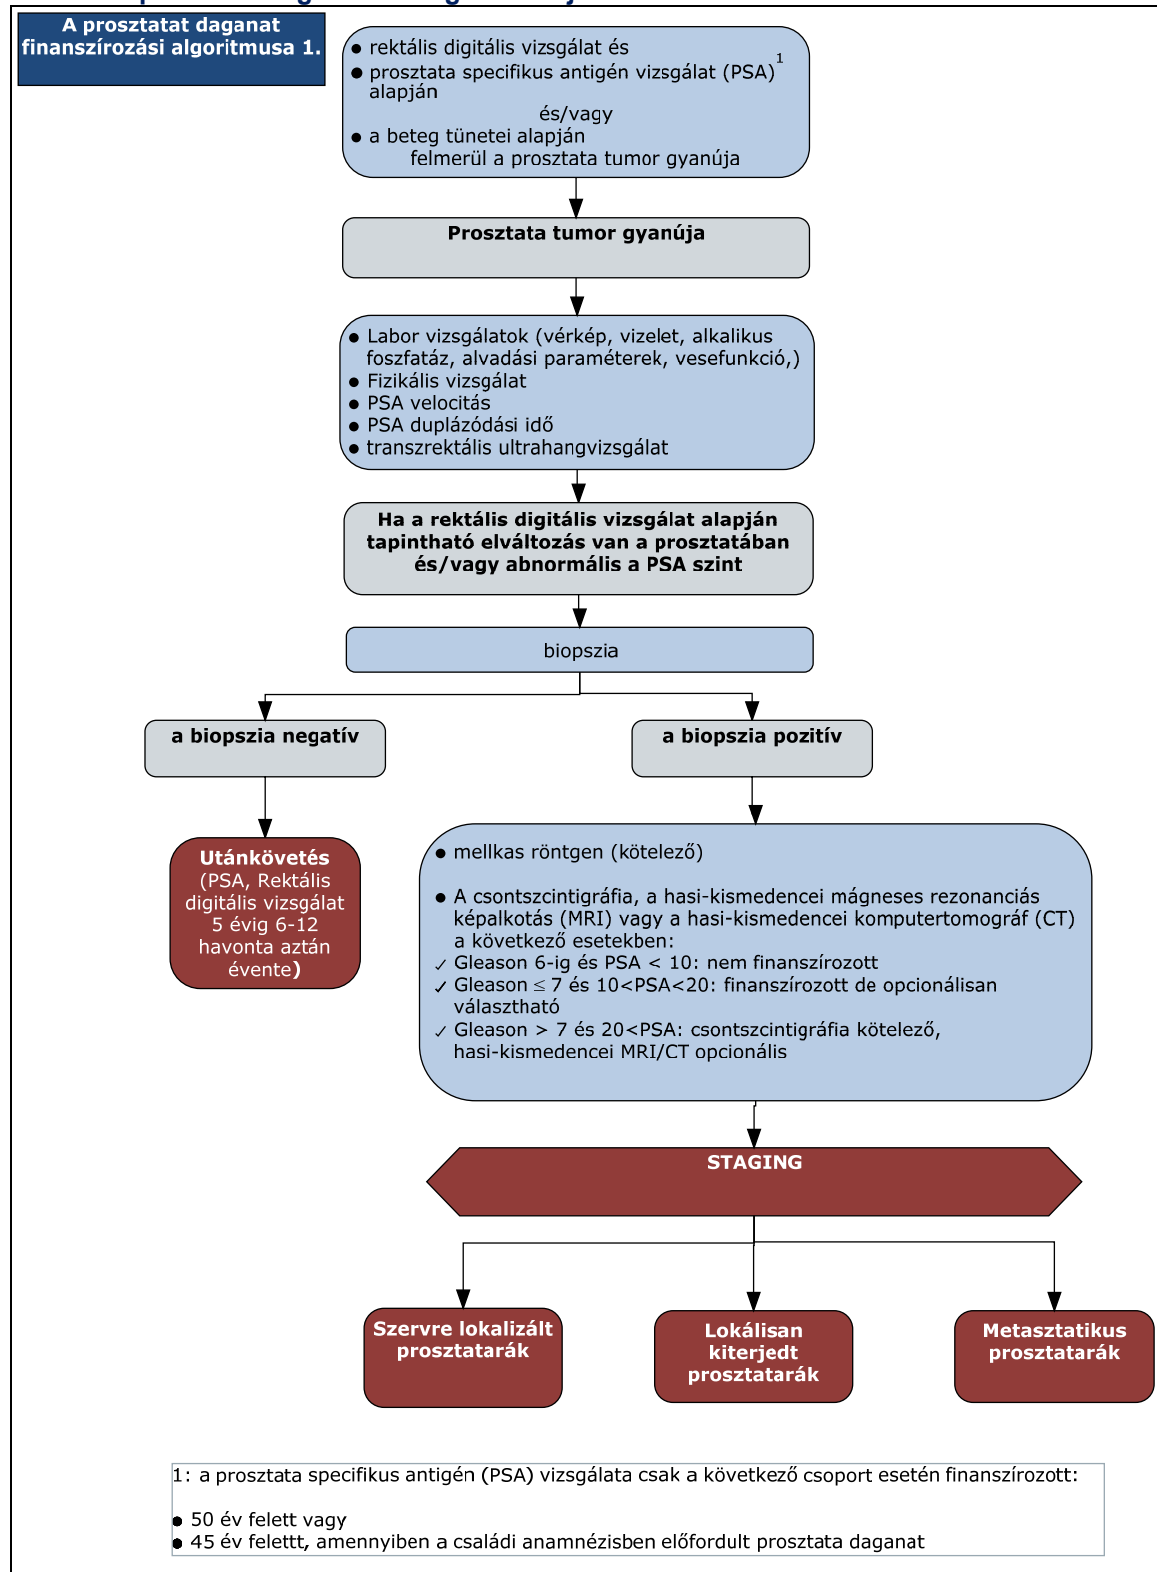 A prosztatat daganat
finanszírozási algoritmusa 1.
● rektális digitális vizsgálat és
● prosztata specifikus antigén vizsgálat (PSA)1
alapján
és/vagy
● a beteg tünetei alapján
felmerül a prosztata tumor gyanúja
Prosztata tumor gyanúja
● Labor vizsgálatok (vérkép, vizelet, alkalikus
foszfatáz, alvadási paraméterek, vesefunkció,)
● Fizikális vizsgálat
● PSA velocitás
● PSA duplázódási idő
● transzrektális ultrahangvizsgálat
Ha a rektális digitális vizsgálat alapján
tapintható elváltozás van a prosztatában
és/vagy abnormális a PSA szint
biopszia
a biopszia negatív
a biopszia pozitív
Utánkövetés
(PSA, Rektális
digitális vizsgálat
5 évig 6-12
havonta aztán
évente)
● mellkas röntgen (kötelező)
● A csontszcintigráfia, a hasi-kismedencei mágneses rezonanciás
képalkotás (MRI) vagy a hasi-kismedencei komputertomográf (CT)
a következő esetekben:
✓ Gleason 6-ig és PSA < 10: nem finanszírozott
✓ Gleason ≤ 7 és 10<PSA<20: finanszírozott de opcionálisan
választható
✓ Gleason > 7 és 20<PSA: csontszcintigráfia kötelező,
hasi-kismedencei MRI/CT opcionális
STAGING
Szervre lokalizált
prosztatarák
Lokálisan
kiterjedt
prosztatarák
Metasztatikus
prosztatarák
1: a prosztata specifikus antigén (PSA) vizsgálata csak a következő csoport esetén finanszírozott:
● 50 év felett vagy
● 45 év felettt, amennyiben a családi anamnézisben előfordult prosztata daganat